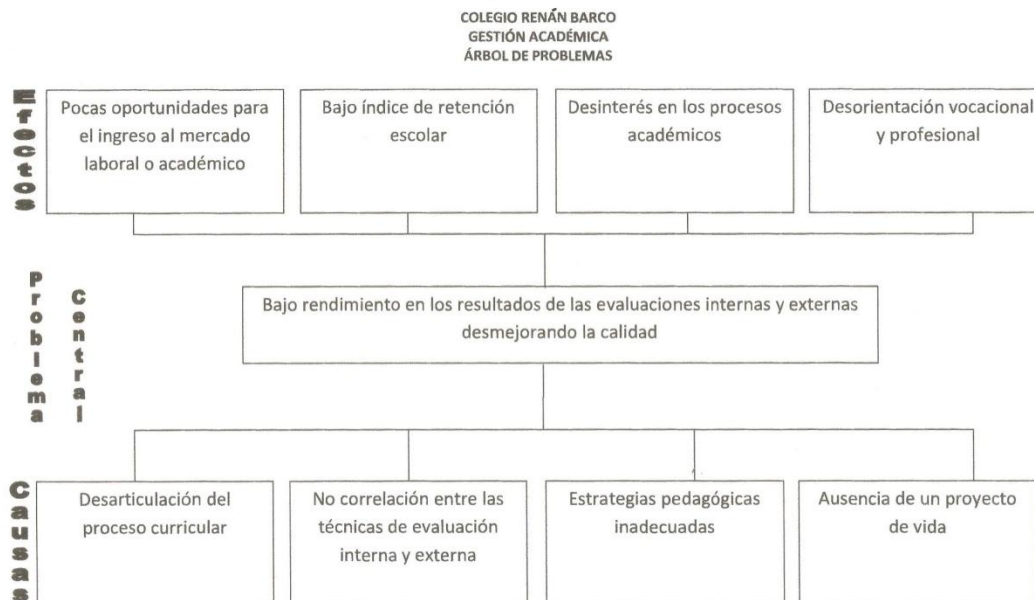 COLEGIO RENÁN BARCO
GESTIÓN ACADÉMICA
ÁRBOL DE PROBLEMAS
Efectos
Pocas oportunidades para
el ingreso al mercado
laboral o académico
Bajo índice de retención
escolar
Desinterés en los procesos
académicos
Desorientación vocacional
y profesional
Problema
Central
Bajo rendimiento en los resultados de las evaluaciones internas y externas
desmejorando la calidad
Causas
Desarticulación del
proceso curricular
No correlación entre las
técnicas de evaluación
interna y externa
Estrategias pedagógicas
inadecuadas
Ausencia de un proyecto
de vida